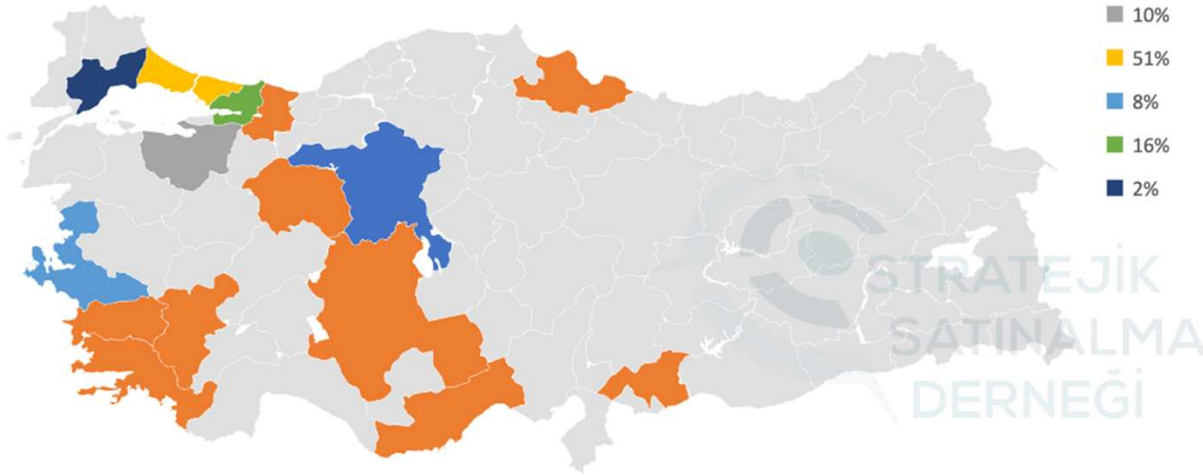 10%
51%
8%
16%
2%
STRATEJİK
SATINALMA
DERNEĞİ